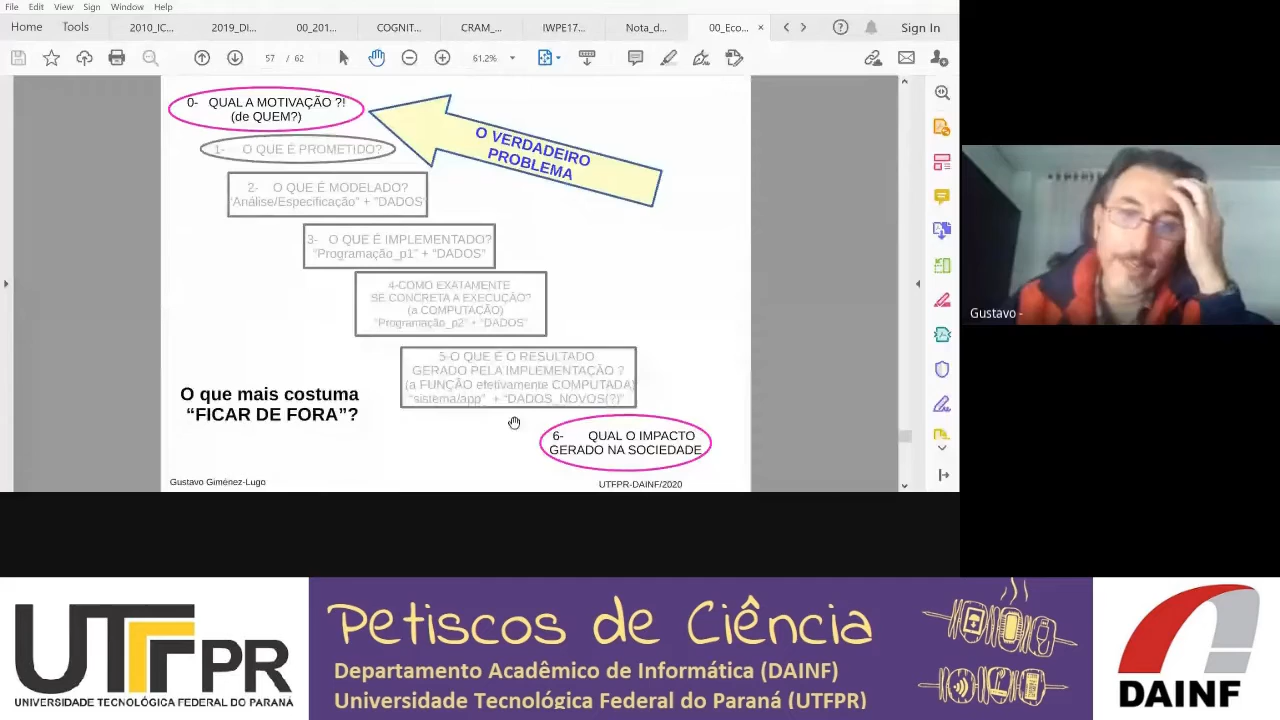 File Edit View Sign Window Help
Home Tools 2010_IC... 2019_DI... 00_201... COGNIT... CRAM_... IWPE17... Nota_d... 00_Eco... × Sign In
57 / 62 61.2%
0- QUAL A MOTIVAÇÃO ?!
(de QUEM?)
O VERDADEIRO
PROBLEMA
1- O QUE É PROMETIDO?
2- O QUE É MODELADO?
"Análise/Especificação" + "DADOS"
3- O QUE É IMPLEMENTADO?
"Programação_p1" + "DADOS"
4-COMO EXATAMENTE
SE CONCRETA A EXECUÇÃO?
(a COMPUTAÇÃO)
"Programação_p2" + "DADOS"
5-O QUE É O RESULTADO
GERADO PELA IMPLEMENTAÇÃO ?
(a FUNÇÃO efetivamente COMPUTADA)
"sistema/app" + "DADOS_NOVOS(?)"
O que mais costuma
"FICAR DE FORA"?
6- QUAL O IMPACTO
GERADO NA SOCIEDADE
Gustavo Giménez-Lugo
UTFPR-DAINF/2020
Gustavo -
UTFPR
UNIVERSIDADE TECNOLÓGICA FEDERAL DO PARANÁ
Petiscos de Ciência
Departamento Acadêmico de Informática (DAINF)
Universidade Tecnológica Federal do Paraná (UTFPR)
DAINF